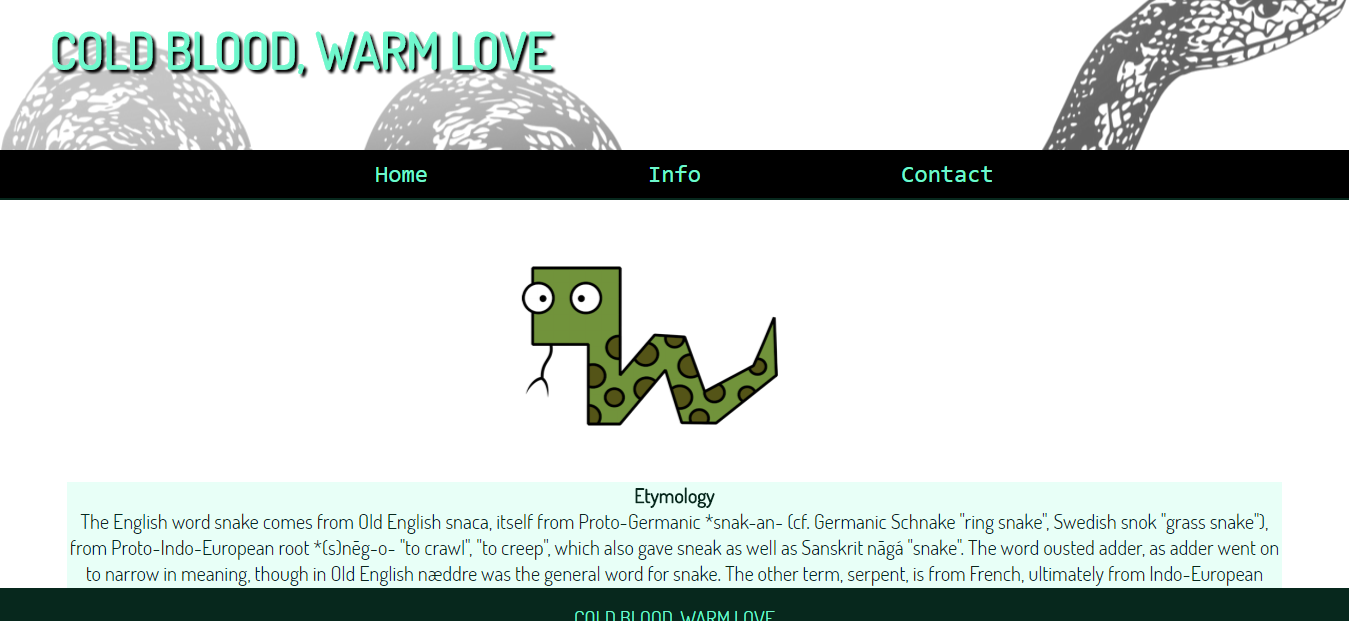 COLD BLOOD, WARM LOVE
Home Info Contact
Etymology
The English word snake comes from Old English snaca, itself from Proto-Germanic *snak-an- (cf. Germanic Schnake "ring snake", Swedish snok "grass snake"),
from Proto-Indo-European root *(s)nēg-o- "to crawl", "to creep", which also gave sneak as well as Sanskrit nāgá "snake". The word ousted adder, as adder went on
to narrow in meaning, though in Old English næddre was the general word for snake. The other term, serpent, is from French, ultimately from Indo-European
COLD BLOOD, WARM LOVE